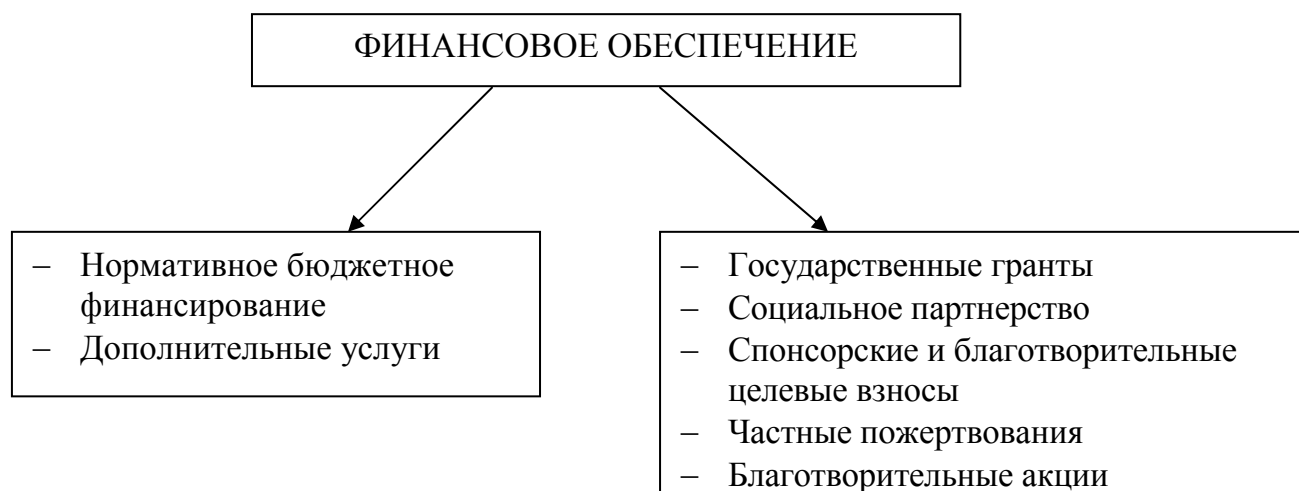 ФИНАНСОВОЕ ОБЕСПЕЧЕНИЕ
– Нормативное бюджетное
финансирование
– Дополнительные услуги
– Государственные гранты
– Социальное партнерство
– Спонсорские и благотворительные
целевые взносы
– Частные пожертвования
– Благотворительные акции